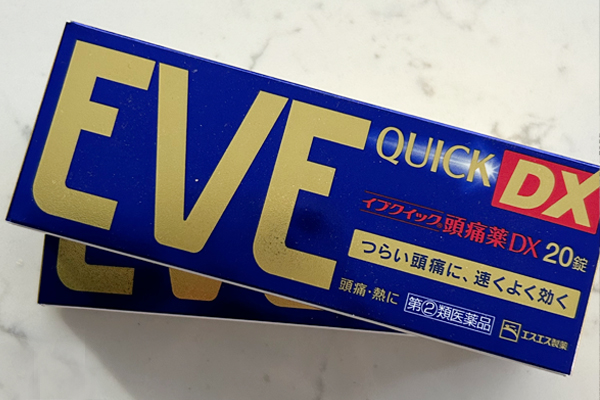 EVE
QUICK DX
イブクイック®頭痛薬DX 20錠
つらい頭痛に、速くよく効く
頭痛・熱に
第②類医薬品
エスエス製薬
EVE